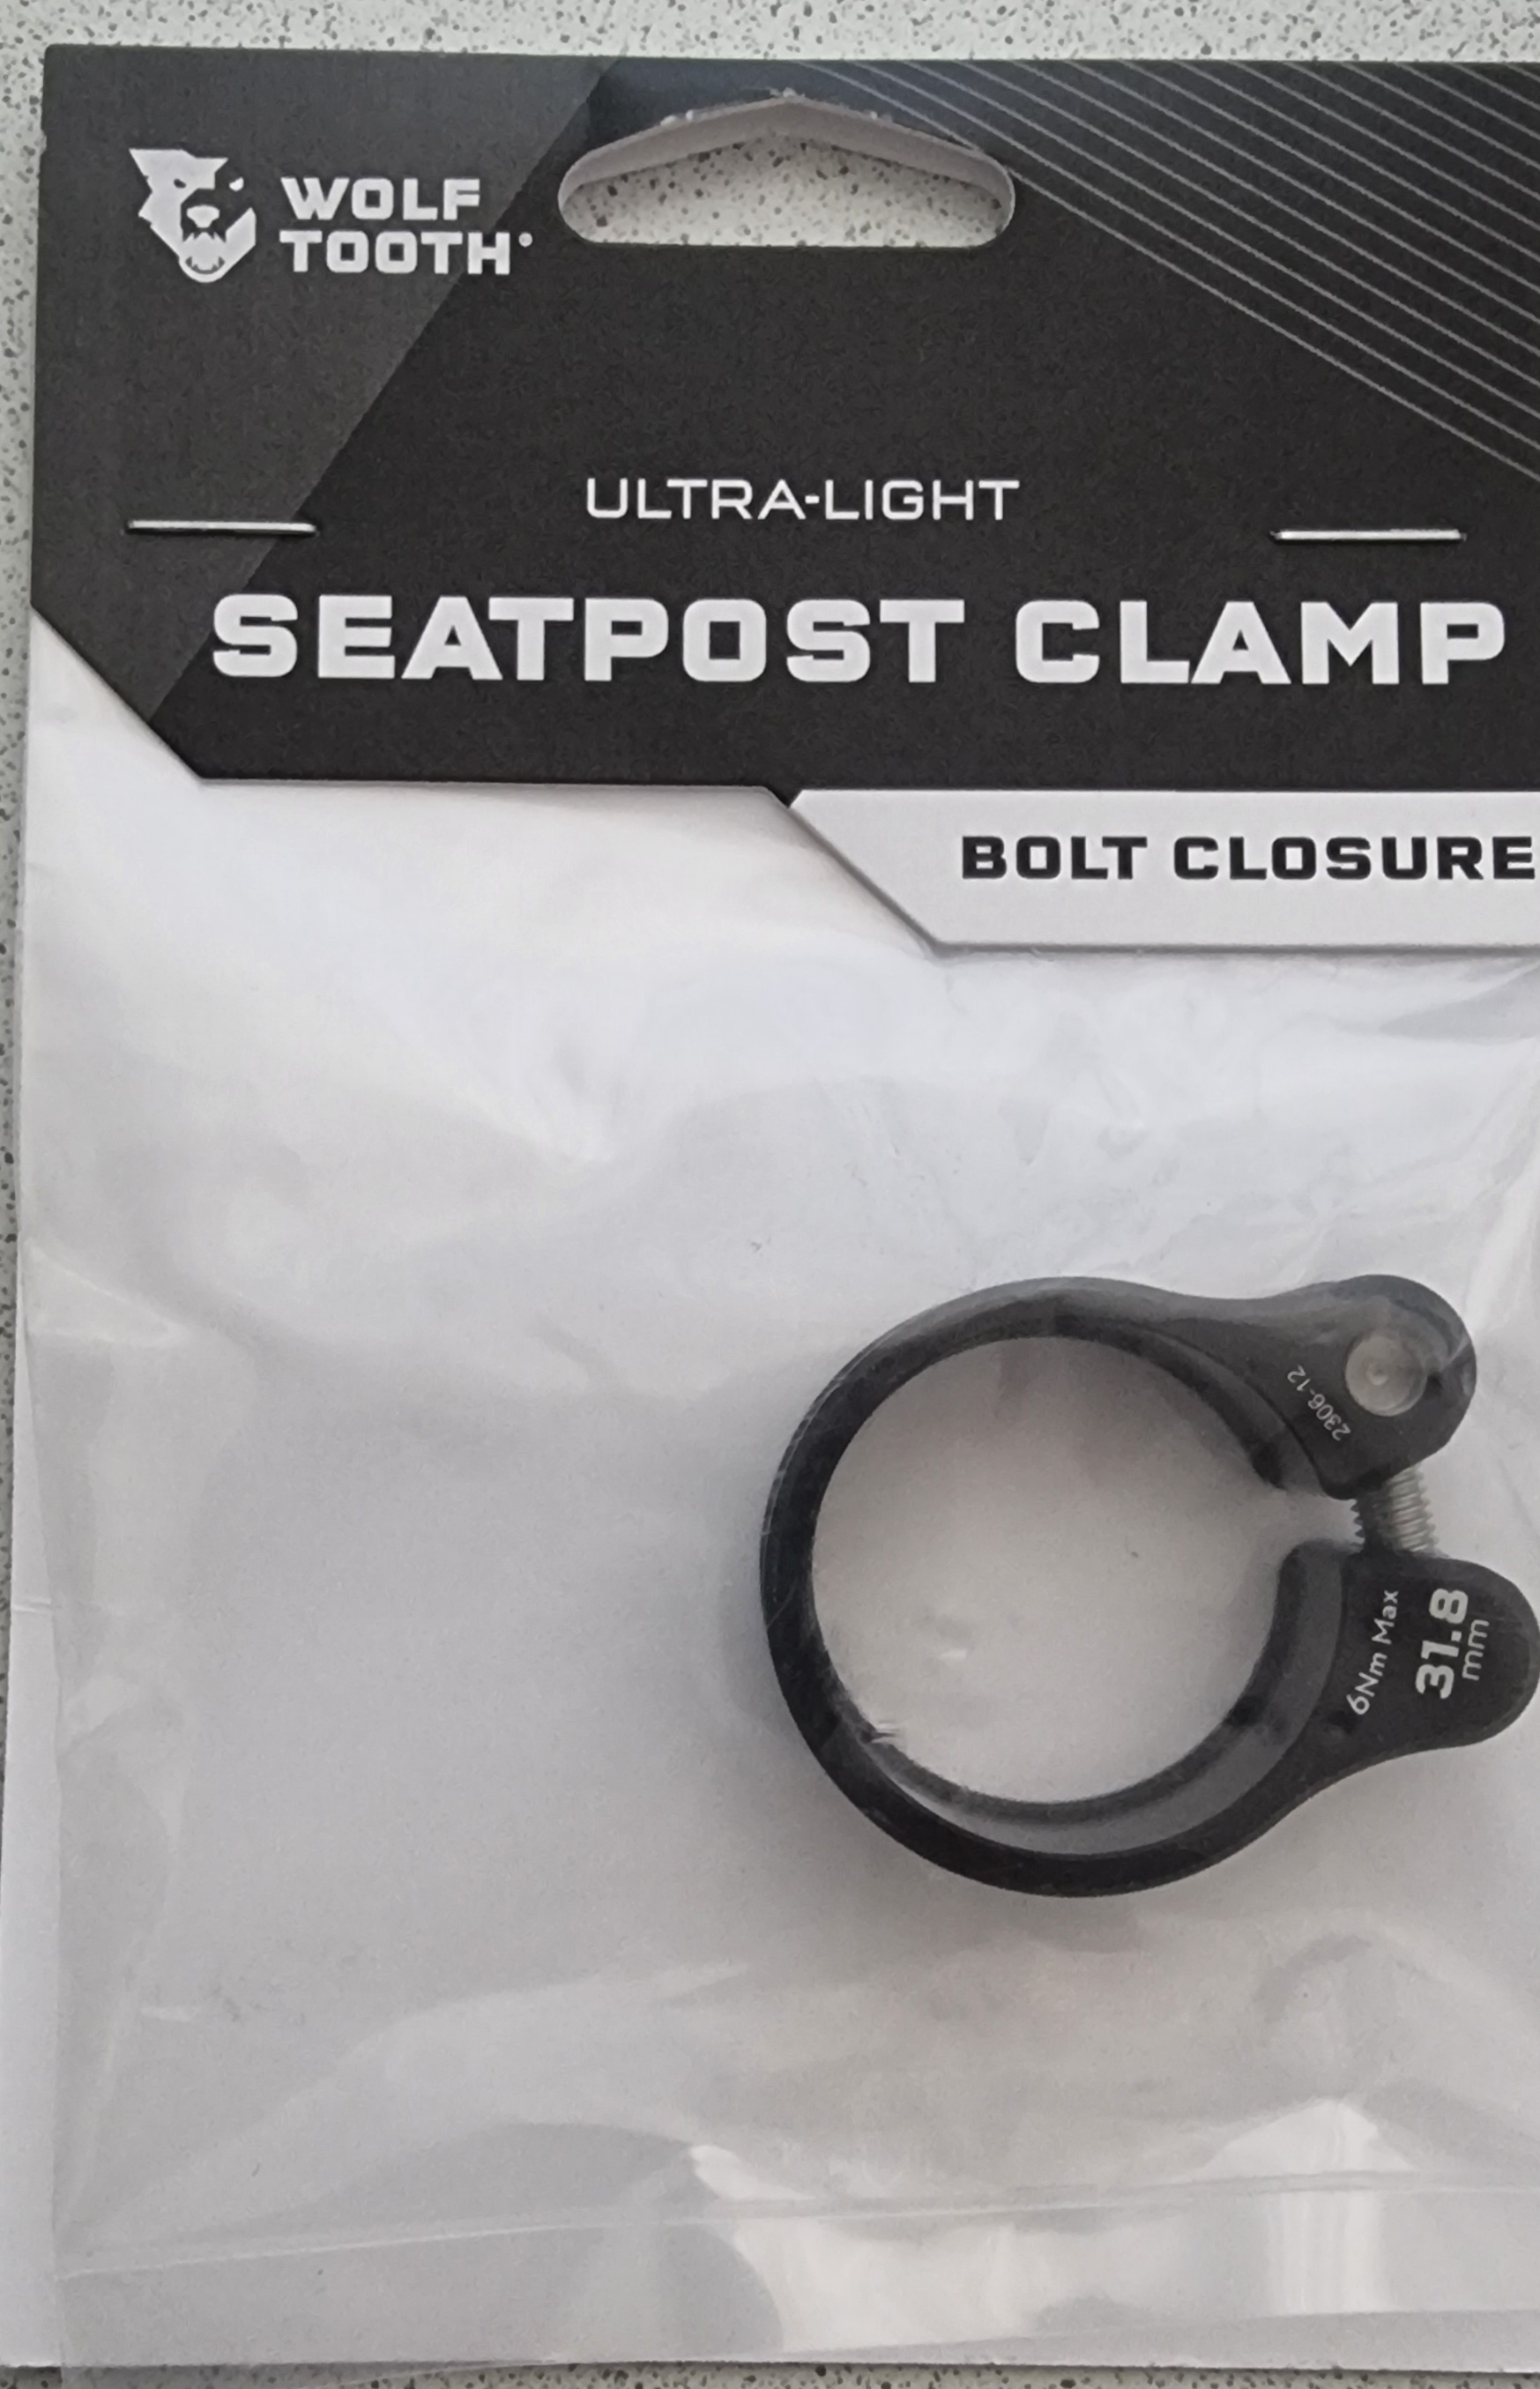 WOLF
TOOTH
ULTRA-LIGHT
SEATPOST CLAMP
BOLT CLOSURE
2306-12
6Nm Max
31.8
mm